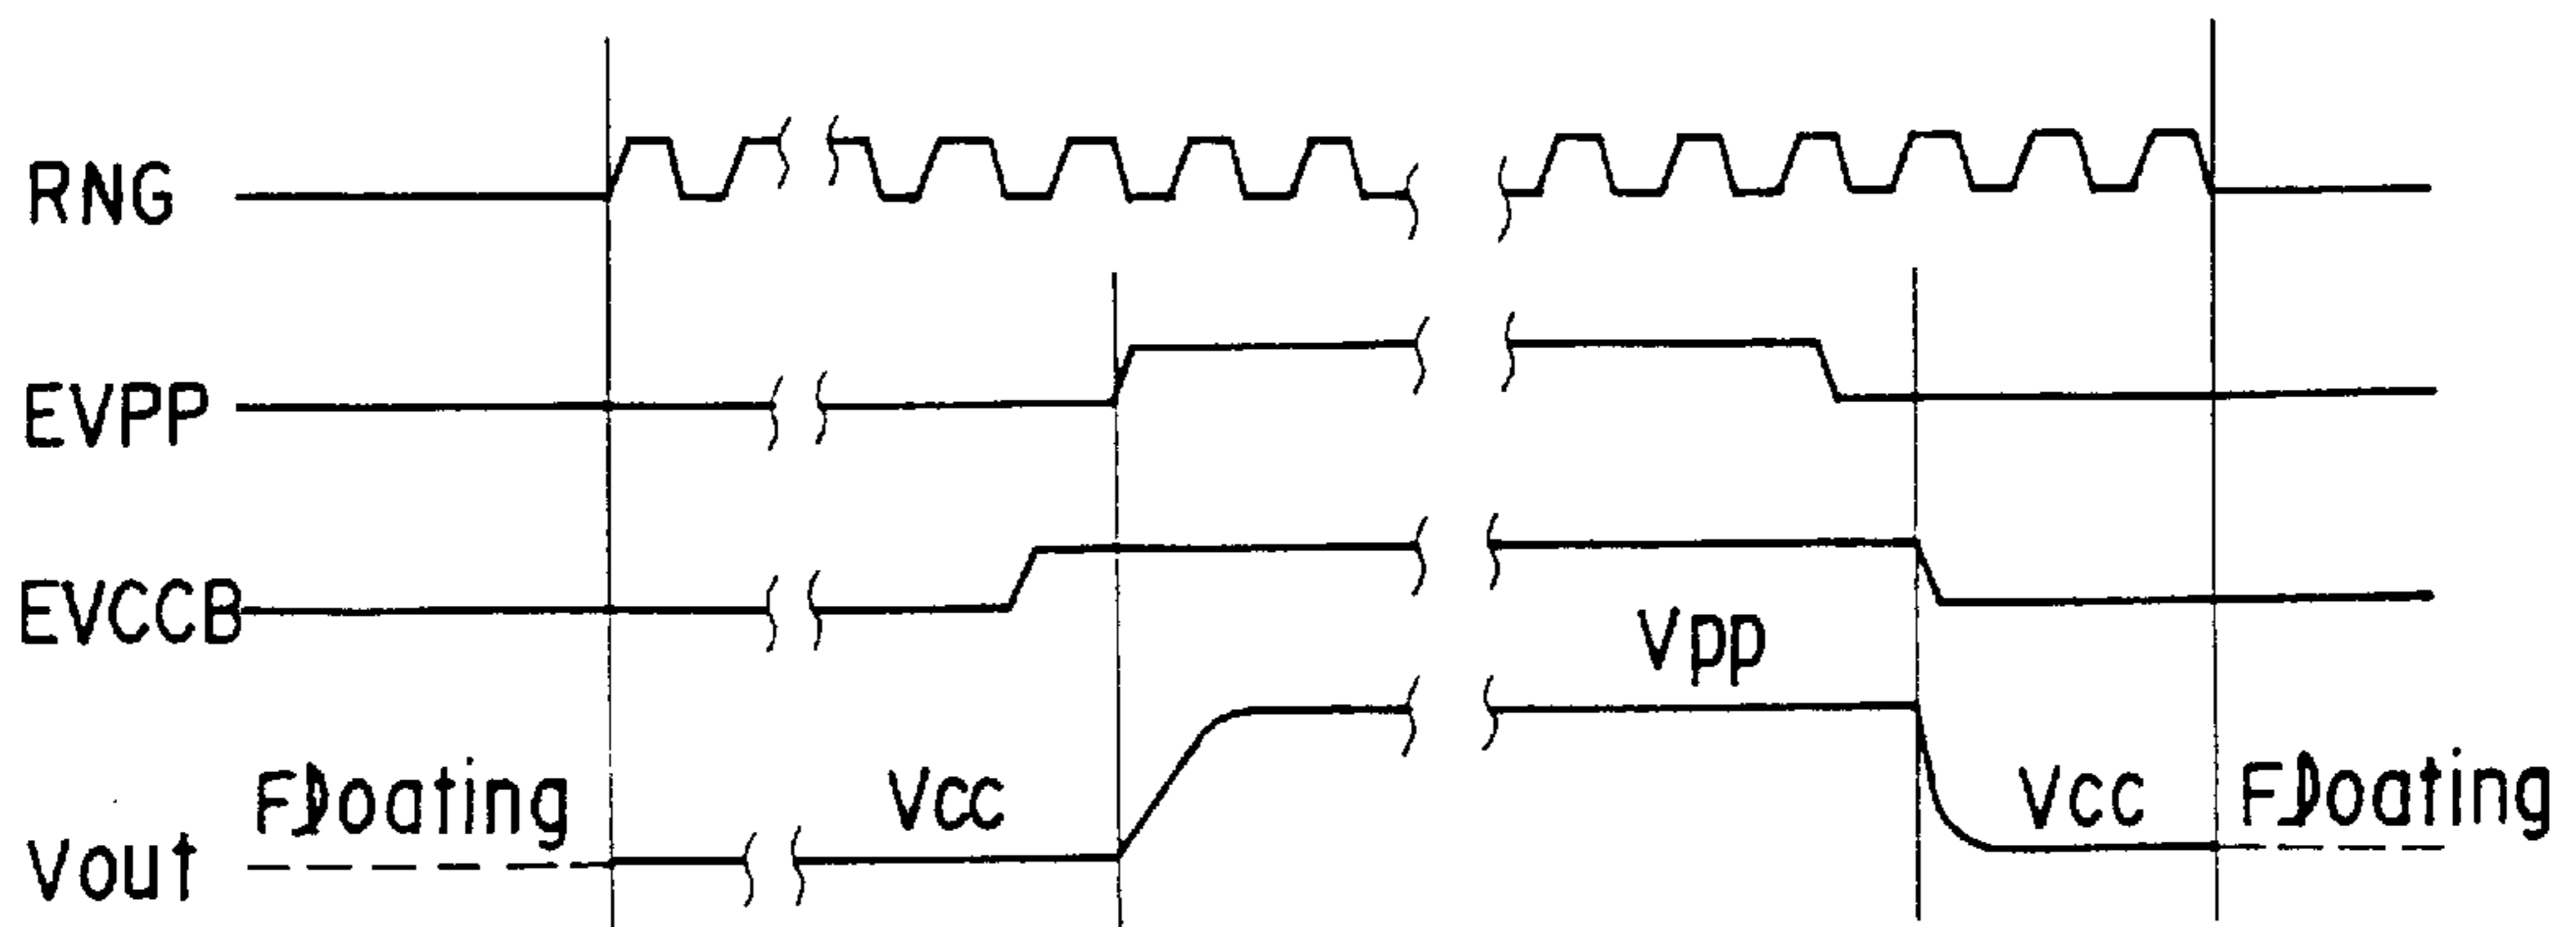 RNG
EVPP
EVCCB
Vpp
Vout
Floating
Vcc
Vcc
Floating